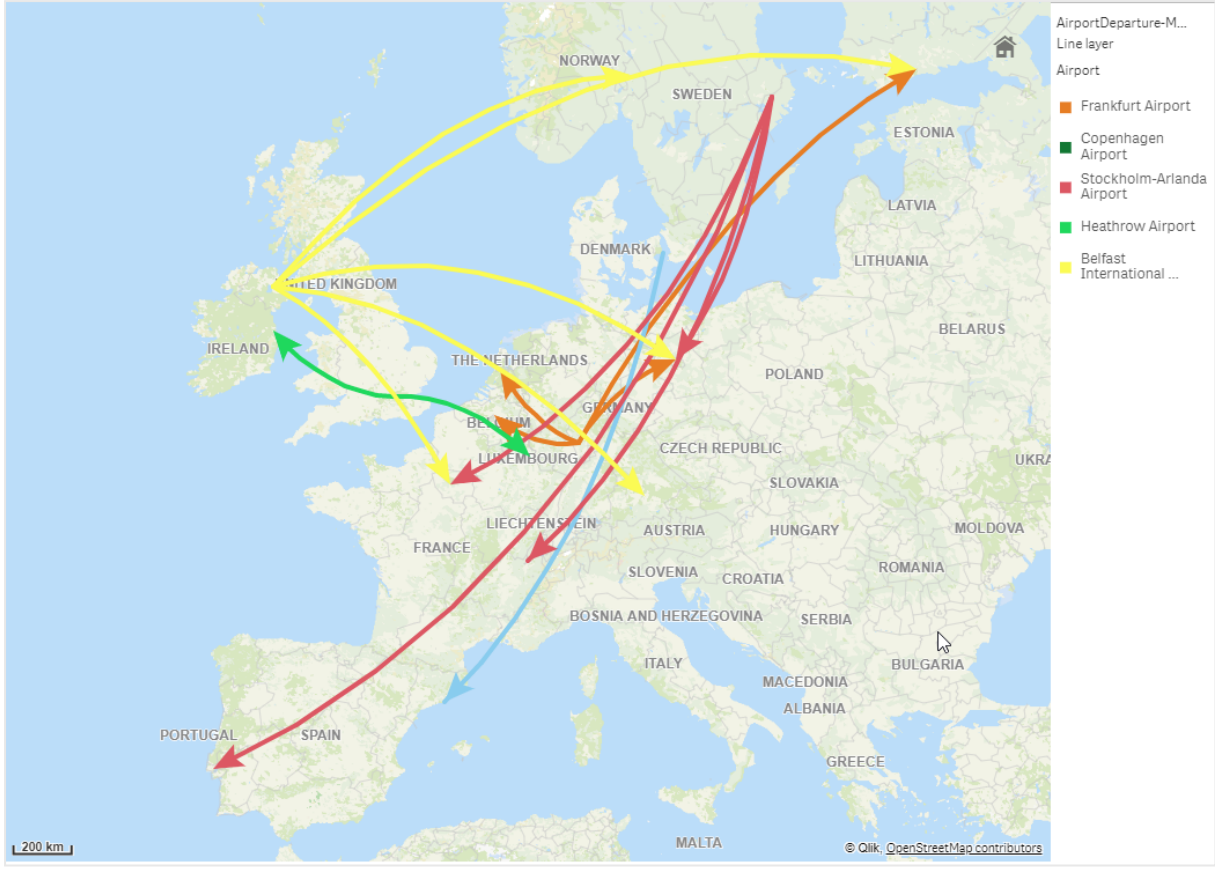 AirportDeparture-M...
Line layer
Airport
Frankfurt Airport
Copenhagen
Airport
Stockholm-Arlanda
Airport
Heathrow Airport
Belfast
International ...
NORWAY
SWEDEN
ESTONIA
LATVIA
DENMARK
LITHUANIA
UNITED KINGDOM
BELARUS
IRELAND
THE NETHERLANDS
POLAND
GERMANY
BELGIUM
CZECH REPUBLIC
LUXEMBOURG
UKRA
SLOVAKIA
LIECHTENSTEIN
AUSTRIA
HUNGARY
MOLDOVA
FRANCE
SLOVENIA
CROATIA
ROMANIA
BOSNIA AND HERZEGOVINA
SERBIA
ITALY
BULGARIA
MACEDONIA
ALBANIA
PORTUGAL
SPAIN
GREECE
MALTA
200 km
© Qlik, OpenStreetMap contributors